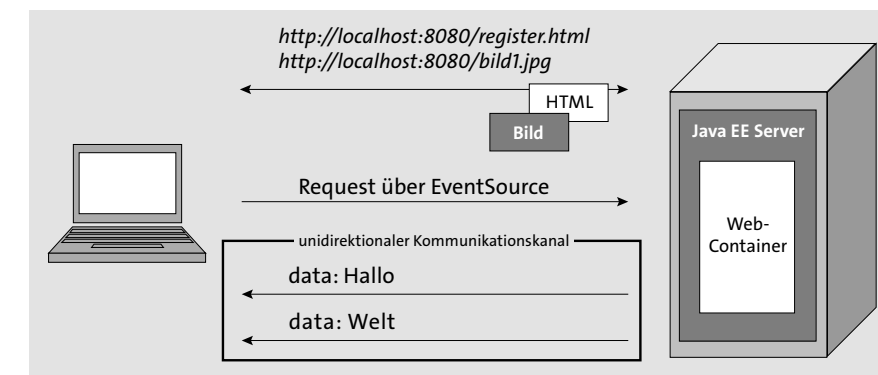 http://localhost:8080/register.html
http://localhost:8080/bild1.jpg
HTML
Bild
Java EE Server
Request über EventSource
Web-
Container
unidirektionaler Kommunikationskanal
data: Hallo
data: Welt